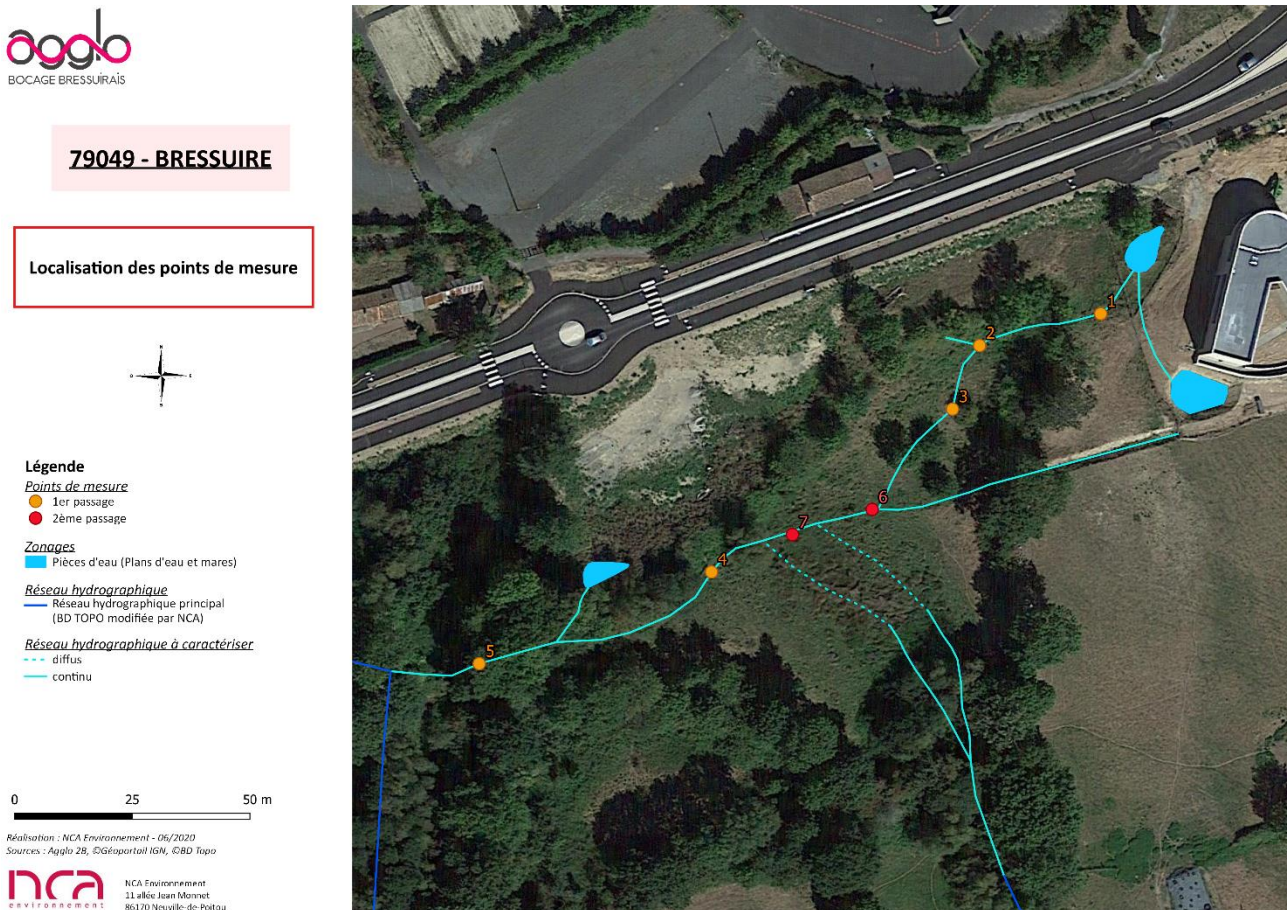 agglo
BOCAGE BRESSUIRAIS
79049 - BRESSUIRE
Localisation des points de mesure
N
O
E
S
Légende
Points de mesure
1er passage
2ème passage
Zonages
Pièces d'eau (Plans d'eau et mares)
Réseau hydrographique
Réseau hydrographique principal
(BD TOPO modifiée par NCA)
Réseau hydrographique à caractériser
diffus
continu
0 25 50 m
Réalisation : NCA Environnement - 06/2020
Sources : Agglo 2B, ©Géoportail IGN, ©BD Topo
nca
environnement
NCA Environnement
11 allée Jean Monnet
86170 Neuville-de-Poitou
1
2
3
6
7
4
5